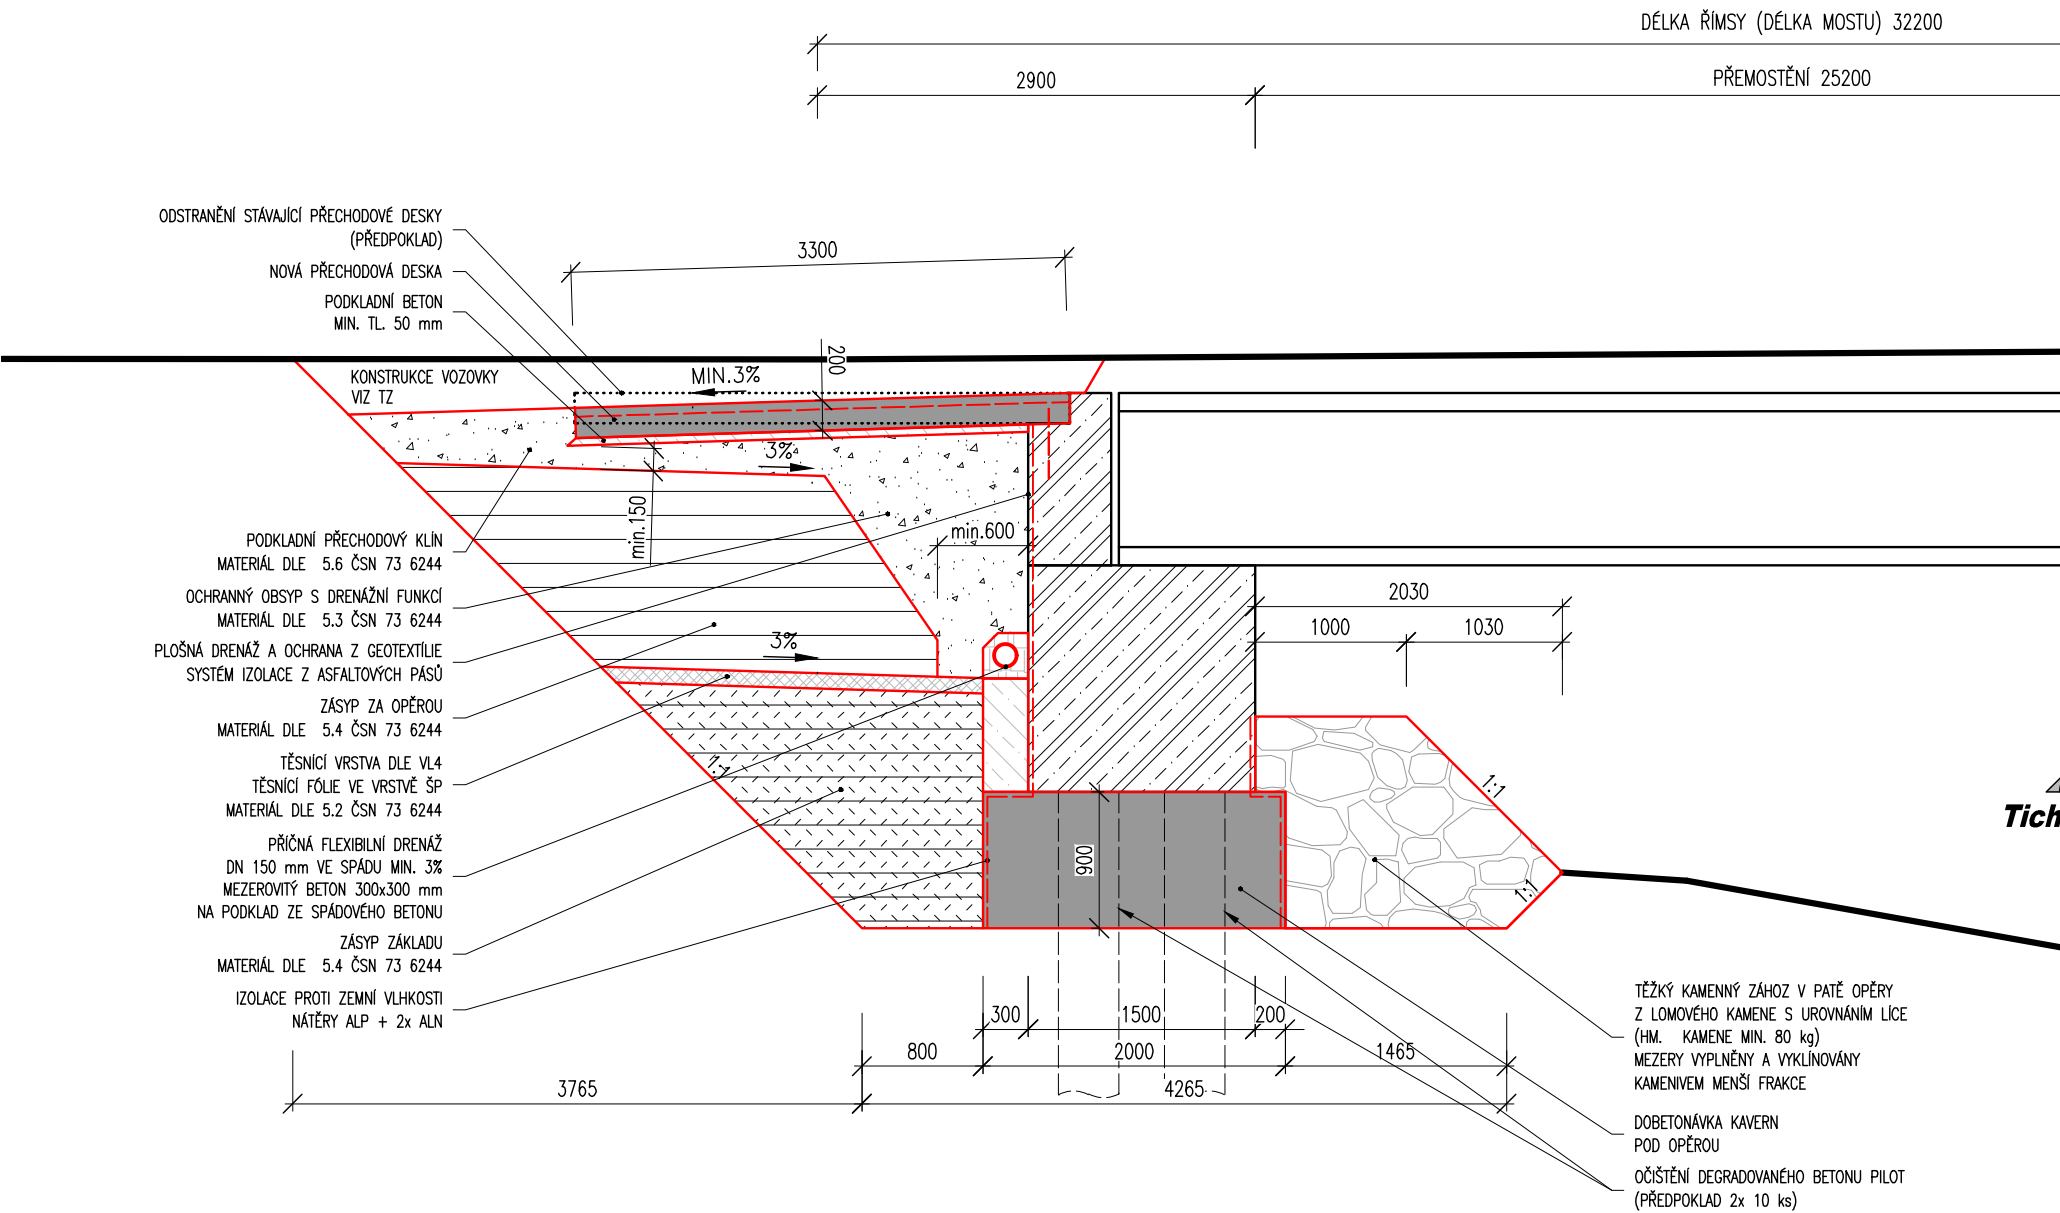 DÉLKA ŘÍMSY (DÉLKA MOSTU) 32200
2900
PŘEMOSTĚNÍ 25200
ODSTRANĚNÍ STÁVAJÍCÍ PŘECHODOVÉ DESKY
(PŘEDPOKLAD)
NOVÁ PŘECHODOVÁ DESKA
PODKLADNÍ BETON
MIN. TL. 50 mm
3300
200
KONSTRUKCE VOZOVKY
VIZ TZ
MIN.3%
3%
min.150
min.600
3%
PODKLADNÍ PŘECHODOVÝ KLÍN
MATERIÁL DLE 5.6 ČSN 73 6244
OCHRANNÝ OBSYP S DRENÁŽNÍ FUNKCÍ
MATERIÁL DLE 5.3 ČSN 73 6244
PLOŠNÁ DRENÁŽ A OCHRANA Z GEOTEXTÍLIE
SYSTÉM IZOLACE Z ASFALTOVÝCH PÁSŮ
ZÁSYP ZA OPĚROU
MATERIÁL DLE 5.4 ČSN 73 6244
TĚSNÍCÍ VRSTVA DLE VL4
TĚSNÍCÍ FÓLIE VE VRSTVĚ ŠP
MATERIÁL DLE 5.2 ČSN 73 6244
PŘÍČNÁ FLEXIBILNÍ DRENÁŽ
DN 150 mm VE SPÁDU MIN. 3%
MEZEROVITÝ BETON 300x300 mm
NA PODKLAD ZE SPÁDOVÉHO BETONU
ZÁSYP ZÁKLADU
MATERIÁL DLE 5.4 ČSN 73 6244
IZOLACE PROTI ZEMNÍ VLHKOSTI
NÁTĚRY ALP + 2x ALN
2030
1000
1030
1:1
1:1
1:1
900
Tich
300
1500
200
800
2000
1465
3765
4265
TĚŽKÝ KAMENNÝ ZÁHOZ V PATĚ OPĚRY
Z LOMOVÉHO KAMENE S UROVNÁNÍM LÍCE
(HM. KAMENE MIN. 80 kg)
MEZERY VYPLNĚNY A VYKLÍNOVÁNY
KAMENIVEM MENŠÍ FRAKCE
DOBETONÁVKA KAVERN
POD OPĚROU
OČIŠTĚNÍ DEGRADOVANÉHO BETONU PILOT
(PŘEDPOKLAD 2x 10 ks)